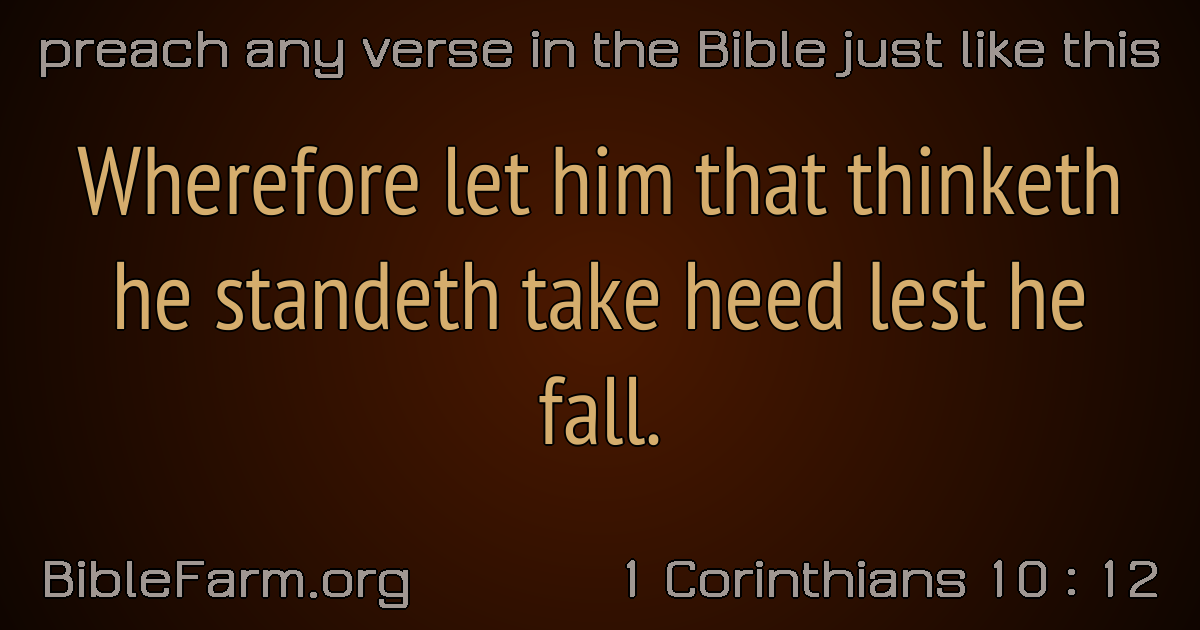 preach any verse in the Bible just like this
Wherefore let him that thinketh
he standeth take heed lest he
fall.
BibleFarm.org
1 Corinthians 10 : 12